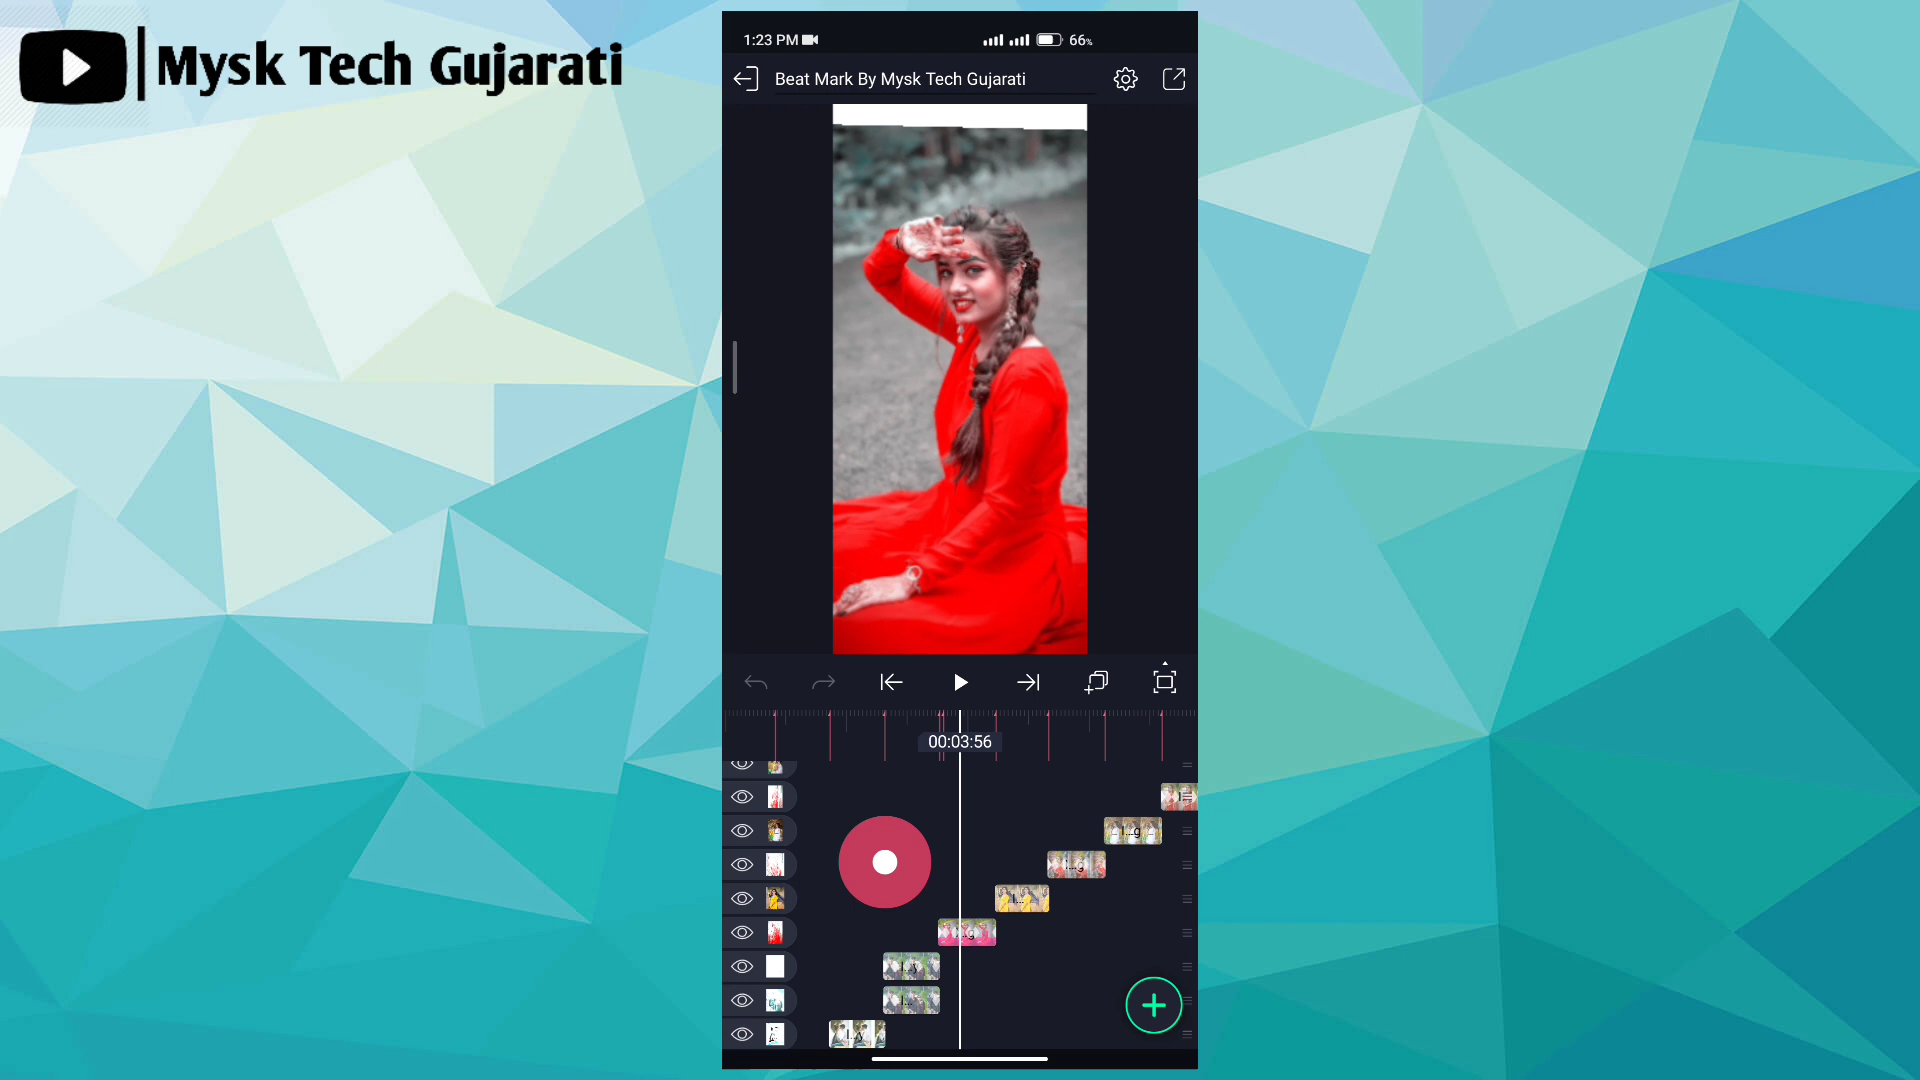 Mysk Tech Gujarati
1:23 PM
66%
Beat Mark By Mysk Tech Gujarati
00:03:56